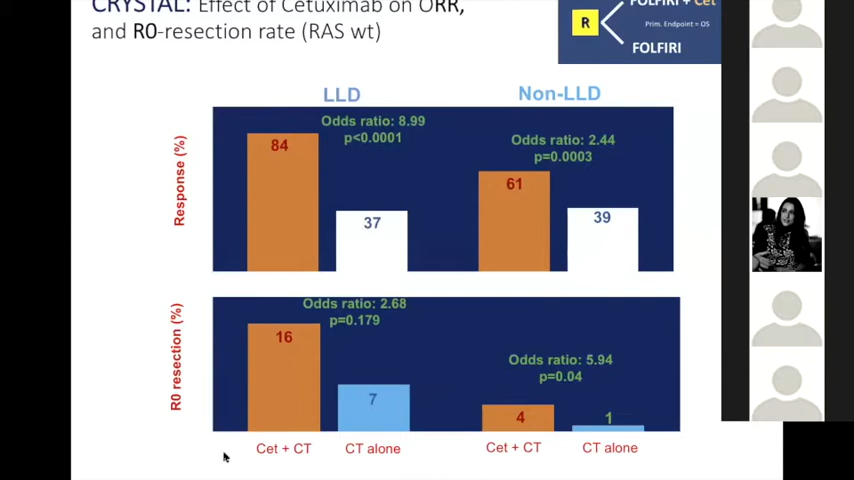 CRYSTAL: Effect of Cetuximab on ORR,
and R0-resection rate (RAS wt)
R
FOLFIRI + Cet
Prim. Endpoint = OS
FOLFIRI
LLD
Non-LLD
Response (%)
Odds ratio: 8.99
p<0.0001
84
37
Odds ratio: 2.44
p=0.0003
61
39
R0 resection (%)
Odds ratio: 2.68
p=0.179
16
7
Odds ratio: 5.94
p=0.04
4
1
Cet + CT
CT alone
Cet + CT
CT alone